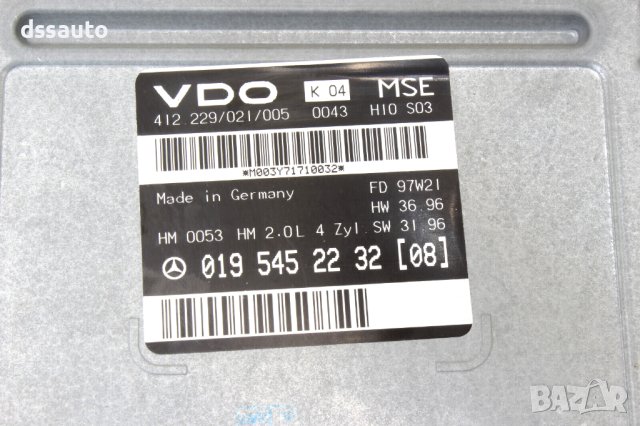 dssauto
VDO K 04 MSE
412.229/021/005 0043 H10 S03
*M003Y71710032*
Made in Germany FD 97W21
HW 36.96
HM 0053 HM 2.0L 4 Zyl. SW 31.96
019 545 22 32 [08]
BAZAR